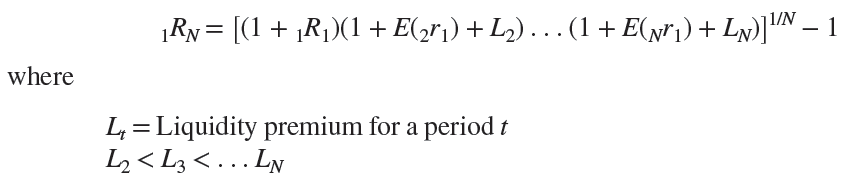 ₁R_N = [(1 + ₁R₁)(1 + E(₂r₁) + L₂) . . . (1 + E(_Nr₁) + L_N)]^{1/N} – 1
where
L_t = Liquidity premium for a period t
L₂ < L₃ < . . . L_N